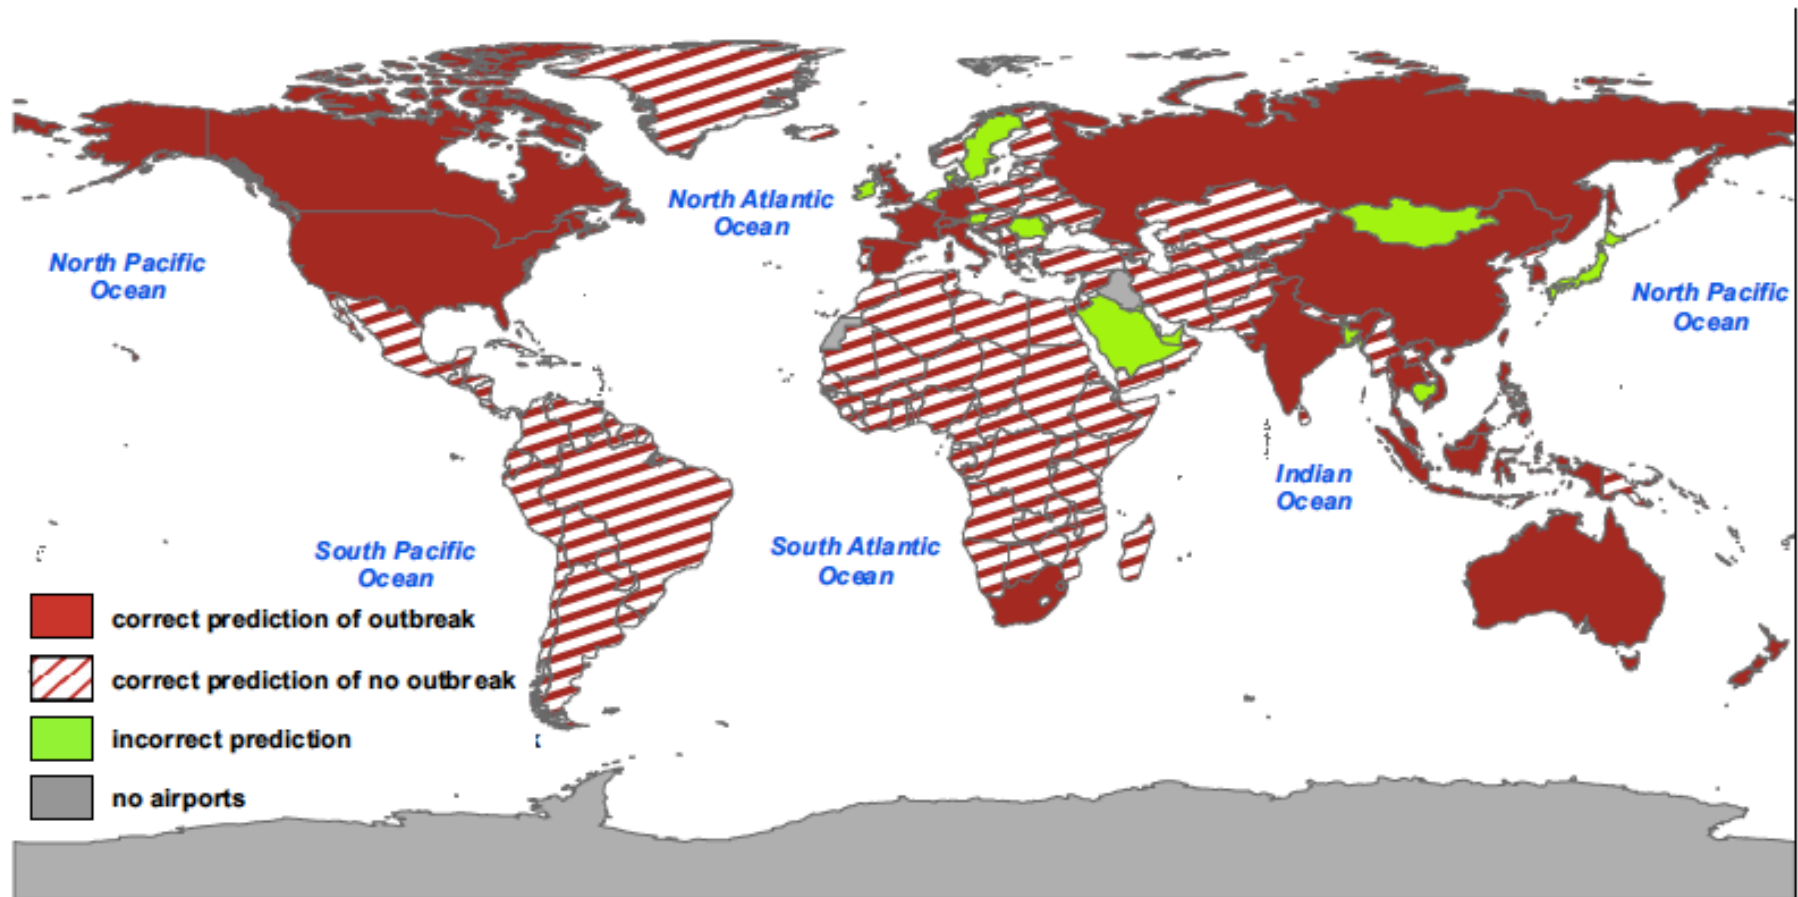 North Atlantic
Ocean
North Pacific
Ocean
North Pacific
Ocean
Indian
Ocean
South Pacific
Ocean
South Atlantic
Ocean
correct prediction of outbreak
correct prediction of no outbreak
incorrect prediction
no airports